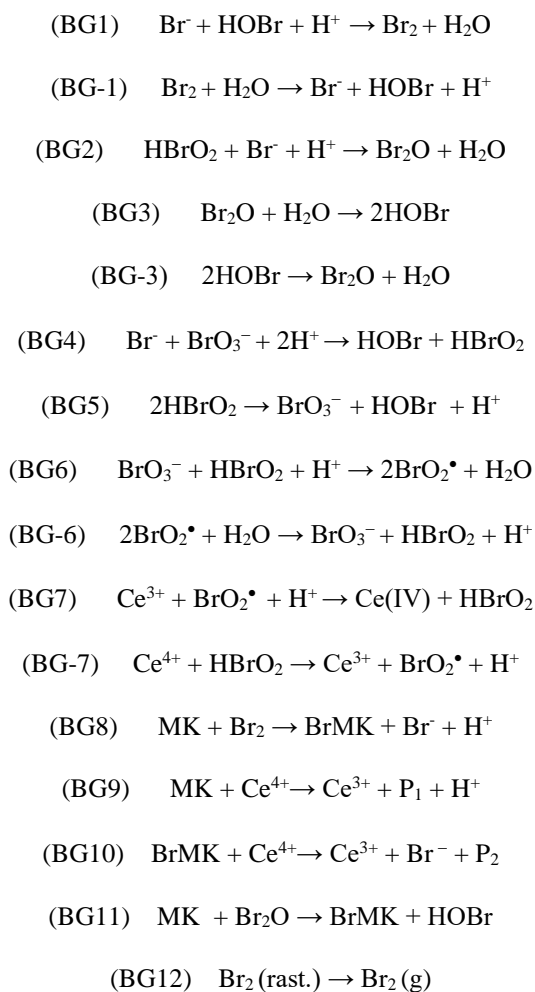 (BG1) Br⁻ + HOBr + H⁺ → Br₂ + H₂O
(BG-1) Br₂ + H₂O → Br⁻ + HOBr + H⁺
(BG2) HBrO₂ + Br⁻ + H⁺ → Br₂O + H₂O
(BG3) Br₂O + H₂O → 2HOBr
(BG-3) 2HOBr → Br₂O + H₂O
(BG4) Br⁻ + BrO₃⁻ + 2H⁺ → HOBr + HBrO₂
(BG5) 2HBrO₂ → BrO₃⁻ + HOBr + H⁺
(BG6) BrO₃⁻ + HBrO₂ + H⁺ → 2BrO₂• + H₂O
(BG-6) 2BrO₂• + H₂O → BrO₃⁻ + HBrO₂ + H⁺
(BG7) Ce³⁺ + BrO₂• + H⁺ → Ce(IV) + HBrO₂
(BG-7) Ce⁴⁺ + HBrO₂ → Ce³⁺ + BrO₂• + H⁺
(BG8) MK + Br₂ → BrMK + Br⁻ + H⁺
(BG9) MK + Ce⁴⁺ → Ce³⁺ + P₁ + H⁺
(BG10) BrMK + Ce⁴⁺ → Ce³⁺ + Br⁻ + P₂
(BG11) MK + Br₂O → BrMK + HOBr
(BG12) Br₂ (rast.) → Br₂ (g)